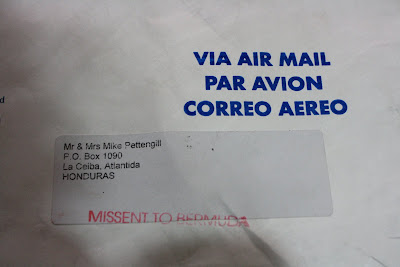 VIA AIR MAIL
PAR AVION
CORREO AEREO
Mr & Mrs Mike Pettengill
P.O. Box 1090
La Ceiba, Atlantida
HONDURAS
MISSENT TO BERMUDA